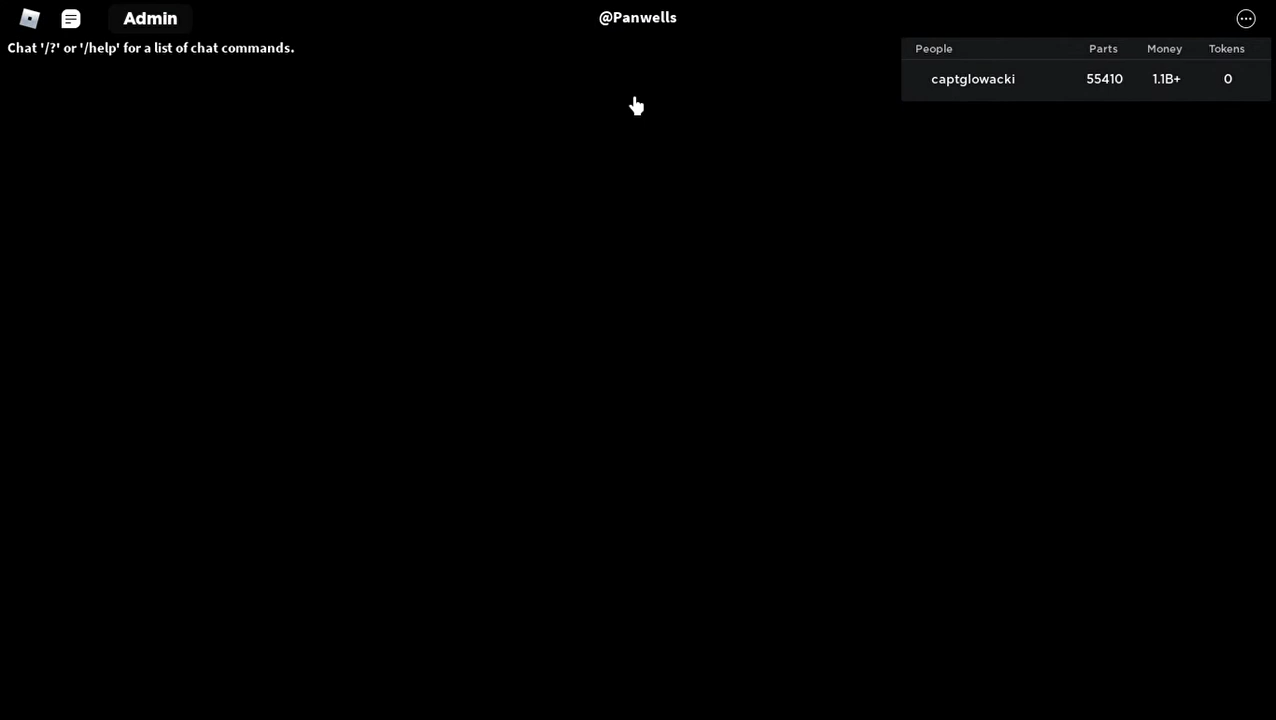 Admin
@Panwells
Chat '/?' or '/help' for a list of chat commands.
People Parts Money Tokens
captglowacki 55410 1.1B+ 0